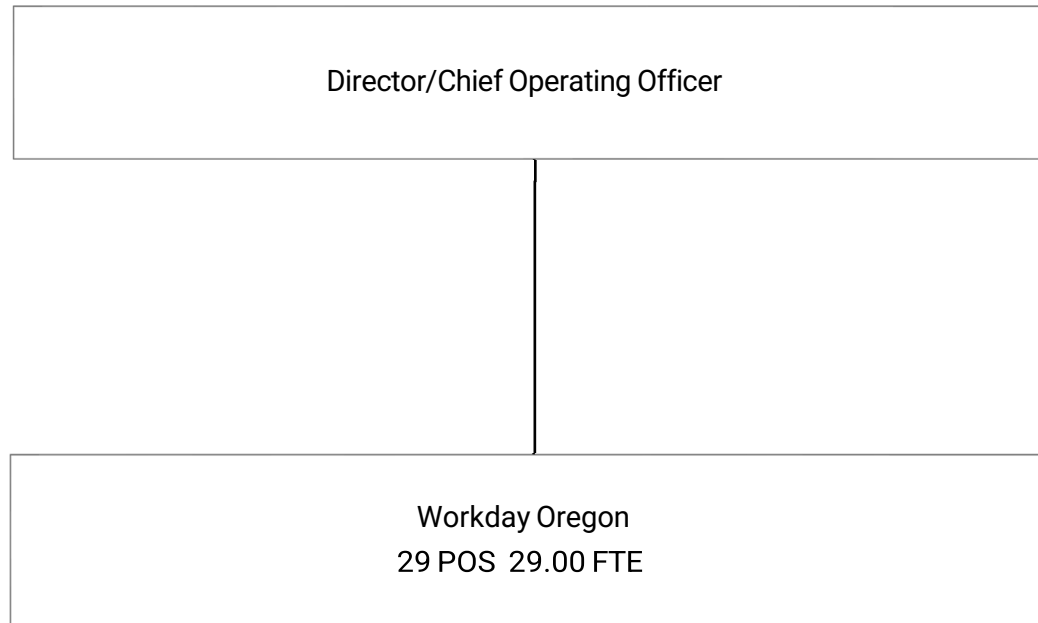 Director/Chief Operating Officer
Workday Oregon
29 POS  29.00 FTE